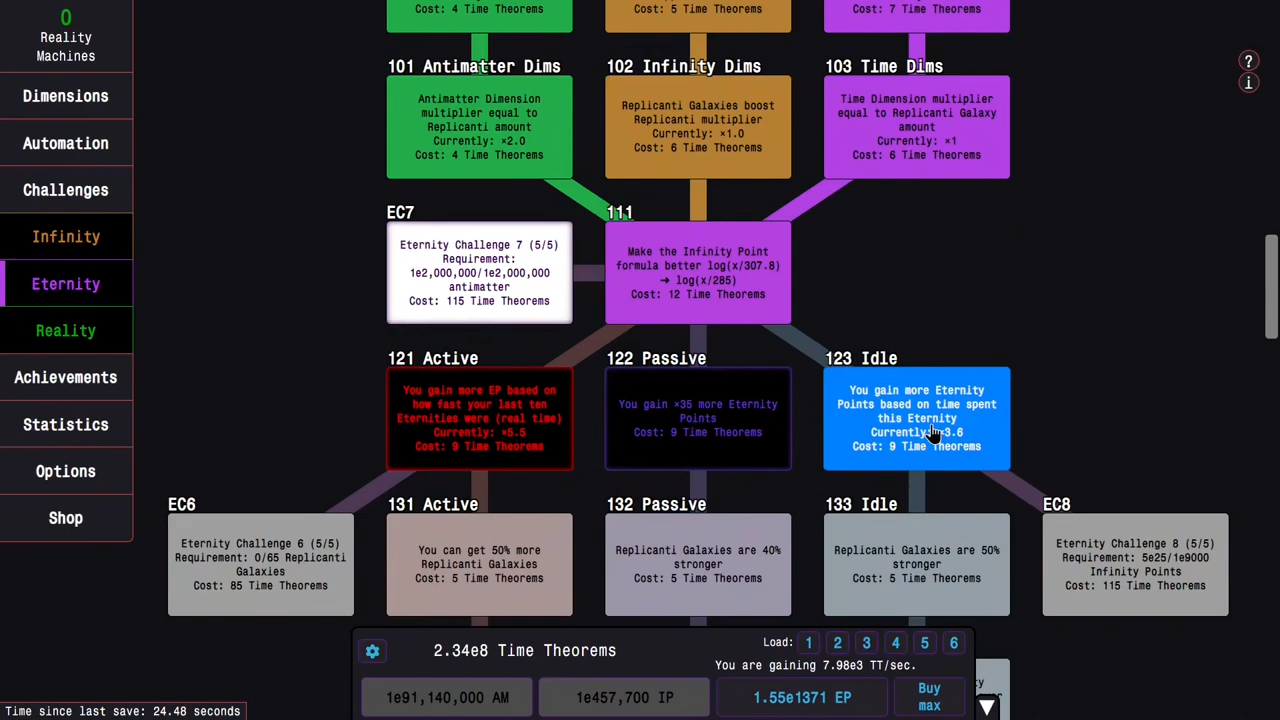 0
Reality
Machines
Dimensions
Automation
Challenges
Infinity
Eternity
Reality
Achievements
Statistics
Options
Shop
Time since last save: 24.48 seconds
?
i
Cost: 4 Time Theorems
Cost: 5 Time Theorems
Cost: 7 Time Theorems
101 Antimatter Dims
Antimatter Dimension
multiplier equal to
Replicanti amount
Currently: ×2.0
Cost: 4 Time Theorems
102 Infinity Dims
Replicanti Galaxies boost
Replicanti multiplier
Currently: ×1.0
Cost: 6 Time Theorems
103 Time Dims
Time Dimension multiplier
equal to Replicanti Galaxy
amount
Currently: ×1
Cost: 6 Time Theorems
EC7
Eternity Challenge 7 (5/5)
Requirement:
1e2,000,000/1e2,000,000
antimatter
Cost: 115 Time Theorems
111
Make the Infinity Point
formula better log(x/307.8)
➜ log(x/285)
Cost: 12 Time Theorems
121 Active
You gain more EP based on
how fast your last ten
Eternities were (real time)
Currently: ×5.5
Cost: 9 Time Theorems
122 Passive
You gain ×35 more Eternity
Points
Cost: 9 Time Theorems
123 Idle
You gain more Eternity
Points based on time spent
this Eternity
Currently: 3.6
Cost: 9 Time Theorems
EC6
Eternity Challenge 6 (5/5)
Requirement: 0/65 Replicanti
Galaxies
Cost: 85 Time Theorems
131 Active
You can get 50% more
Replicanti Galaxies
Cost: 5 Time Theorems
132 Passive
Replicanti Galaxies are 40%
stronger
Cost: 5 Time Theorems
133 Idle
Replicanti Galaxies are 50%
stronger
Cost: 5 Time Theorems
EC8
Eternity Challenge 8 (5/5)
Requirement: 5e25/1e9000
Infinity Points
Cost: 115 Time Theorems
2.34e8 Time Theorems
Load: 1 2 3 4 5 6
You are gaining 7.98e3 TT/sec.
1e91,140,000 AM
1e457,700 IP
1.55e1371 EP
Buy
max